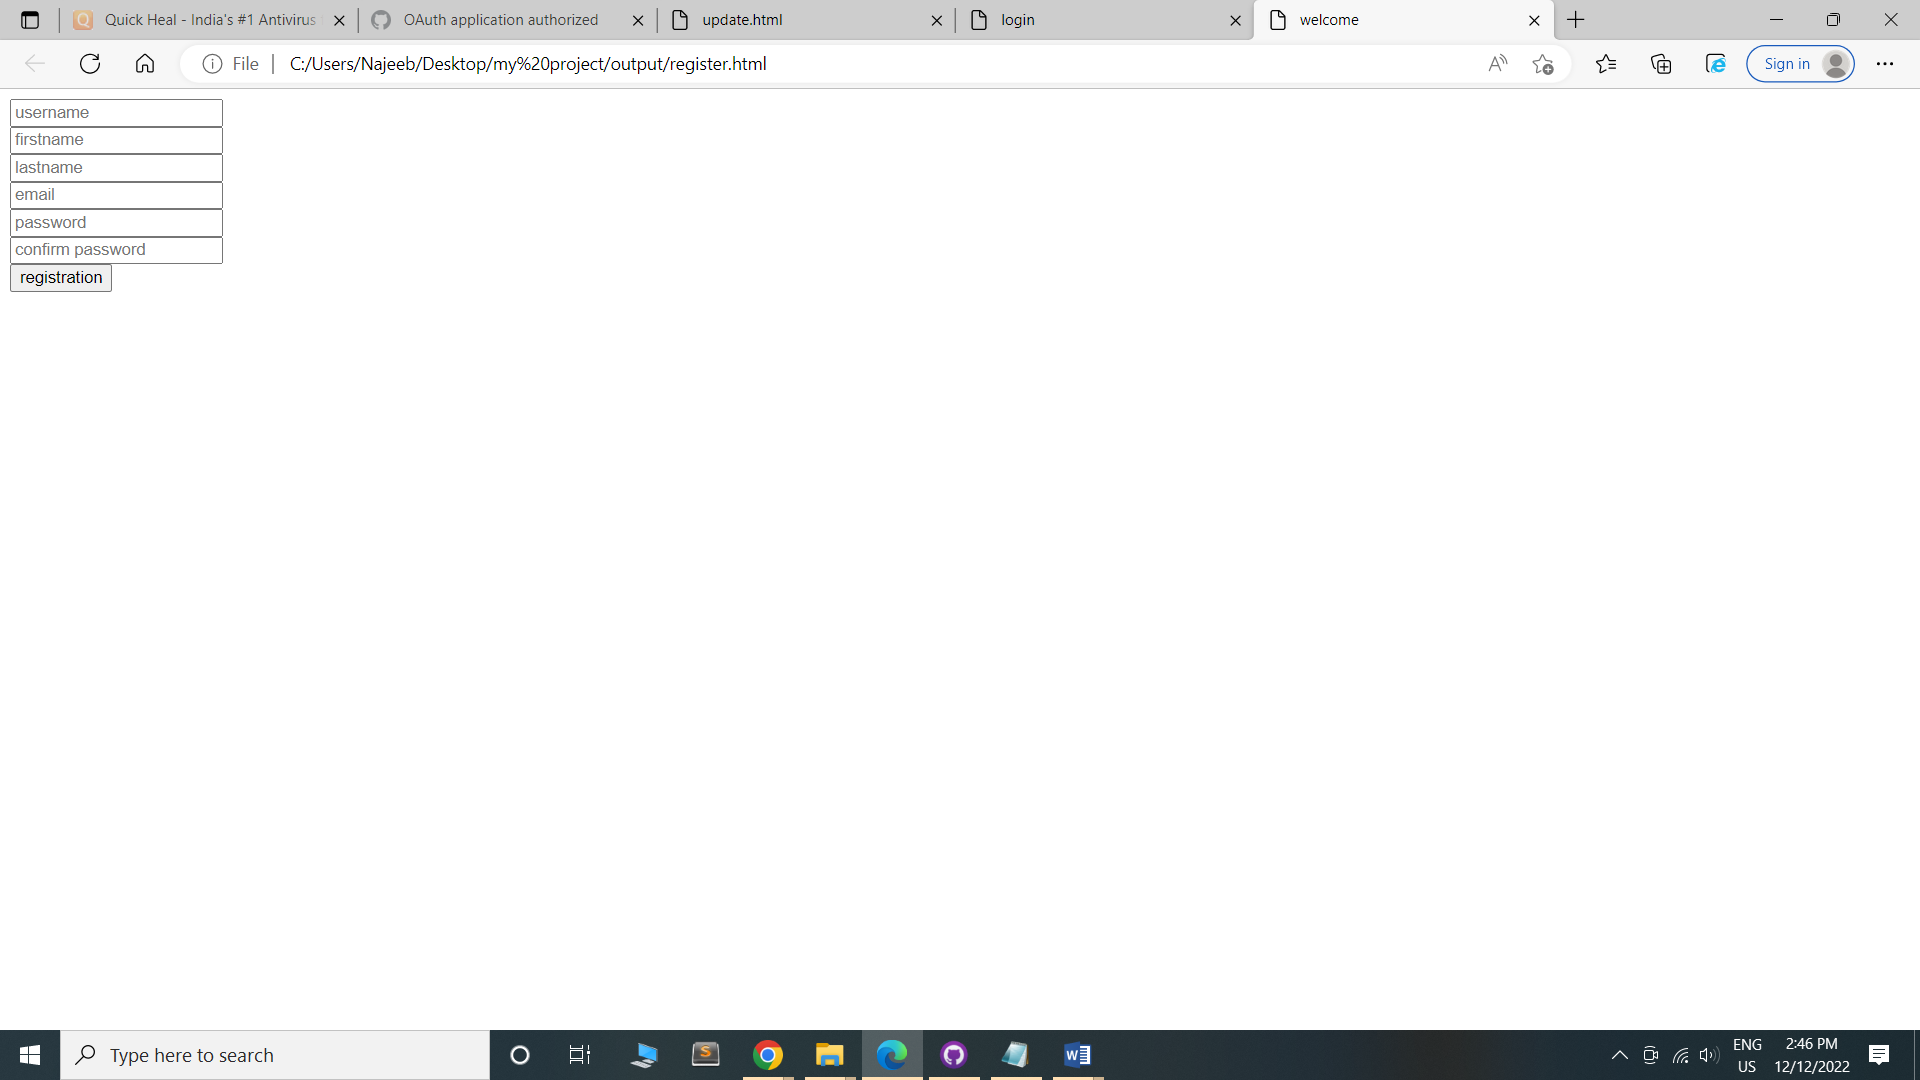 Quick Heal - India's #1 Antivirus
OAuth application authorized
update.html
login
welcome
File
C:/Users/Najeeb/Desktop/my%20project/output/register.html
Sign in
username
firstname
lastname
email
password
confirm password
registration
Type here to search
ENG
US
2:46 PM
12/12/2022